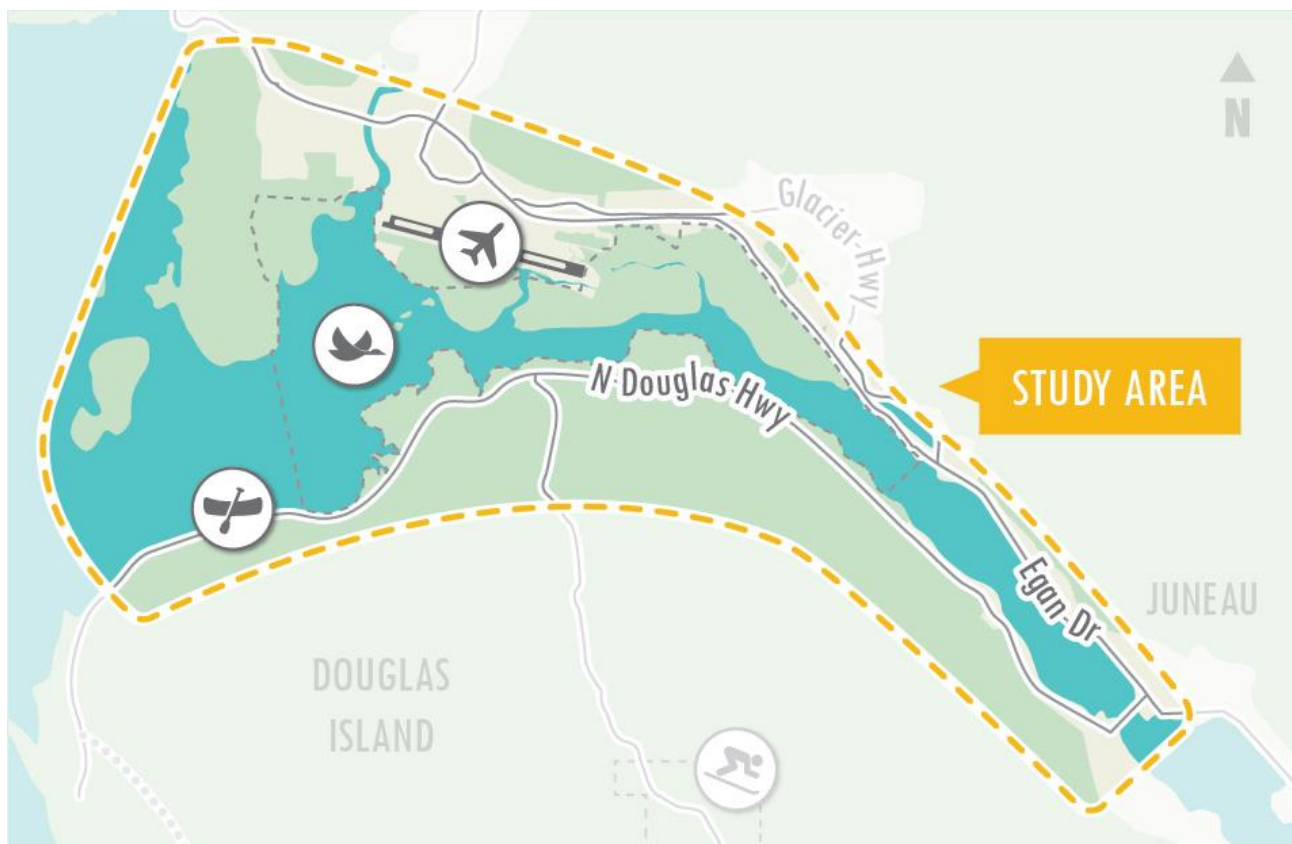 N
Glacier Hwy
N Douglas Hwy
STUDY AREA
Egan Dr
JUNEAU
DOUGLAS
ISLAND